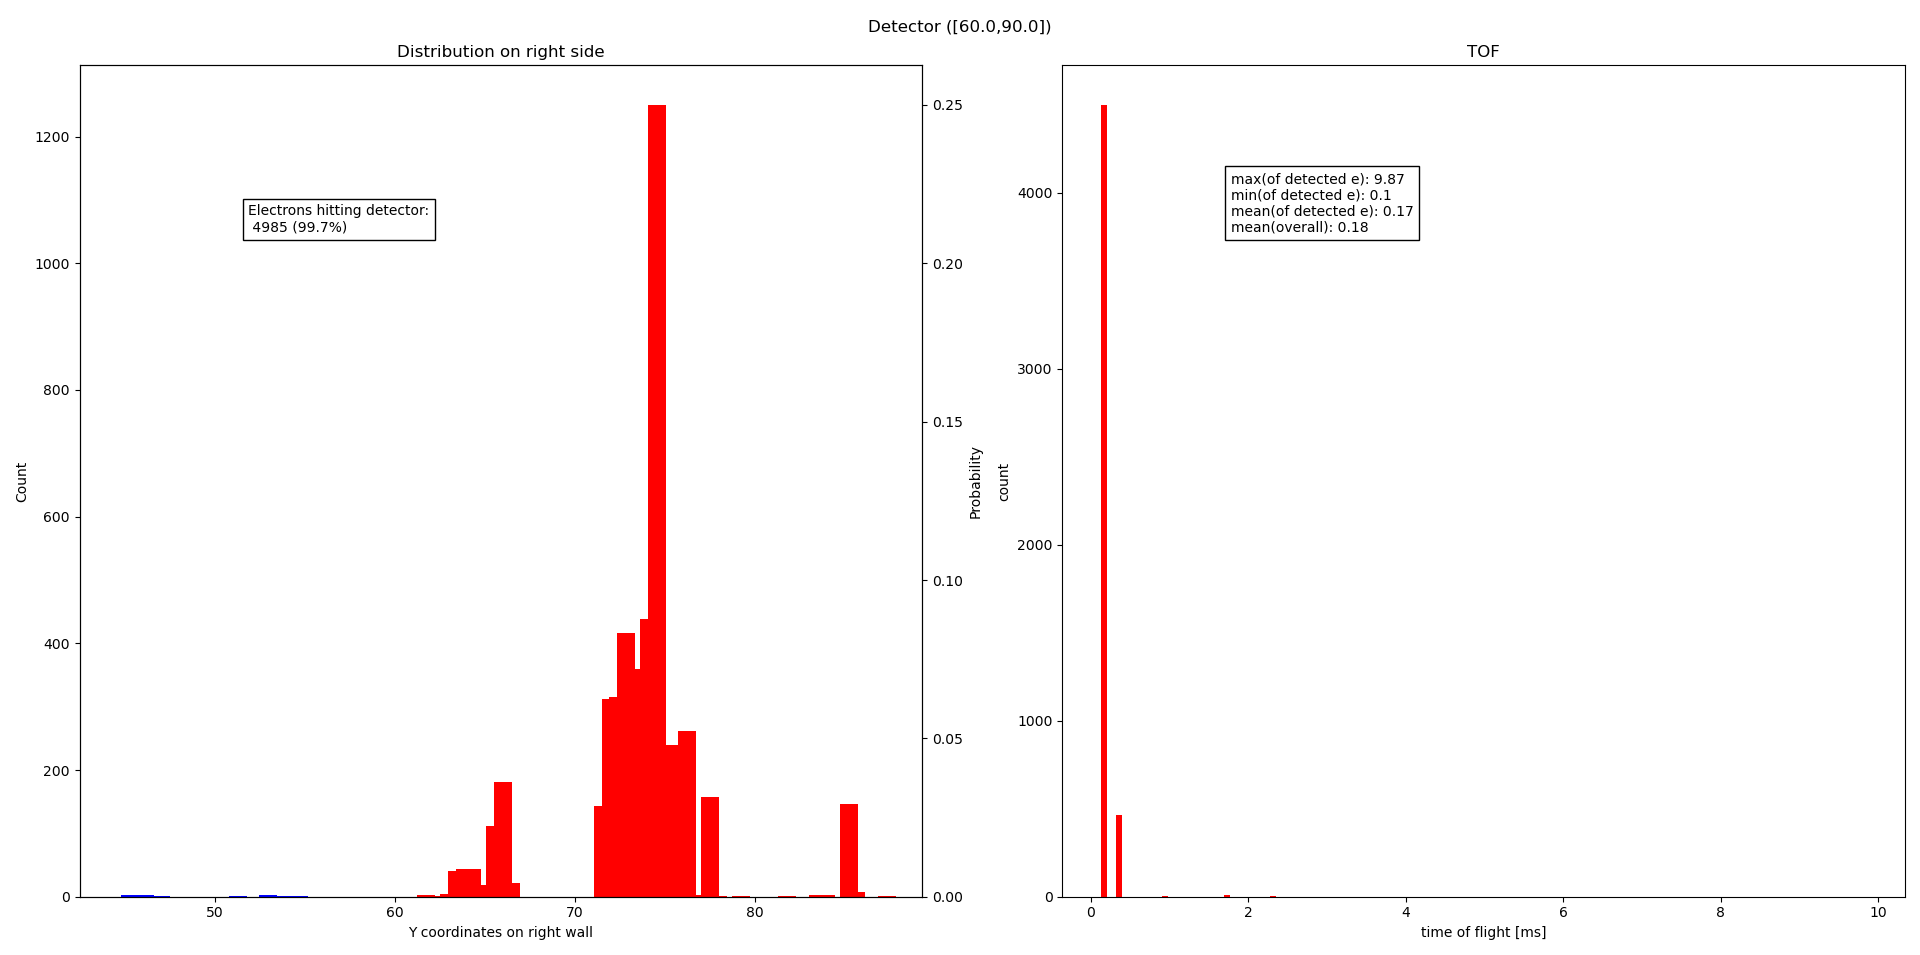 Detector ([60.0,90.0])
Distribution on right side
1200
1000
800
600
400
200
0
Count
Electrons hitting detector:
4985 (99.7%)
50
60
70
80
Y coordinates on right wall
0.25
0.20
0.15
0.10
0.05
0.00
Probability
TOF
4000
3000
2000
1000
0
count
max(of detected e): 9.87
min(of detected e): 0.1
mean(of detected e): 0.17
mean(overall): 0.18
0
2
4
6
8
10
time of flight [ms]